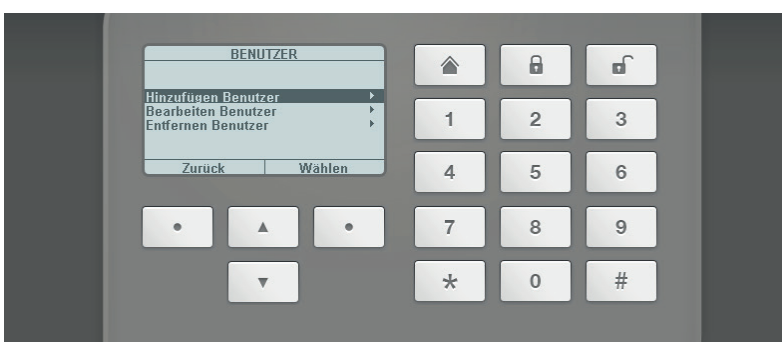 BENUTZER
Hinzufügen Benutzer
Bearbeiten Benutzer
Entfernen Benutzer
Zurück Wählen
1 2 3
4 5 6
7 8 9
* 0 #